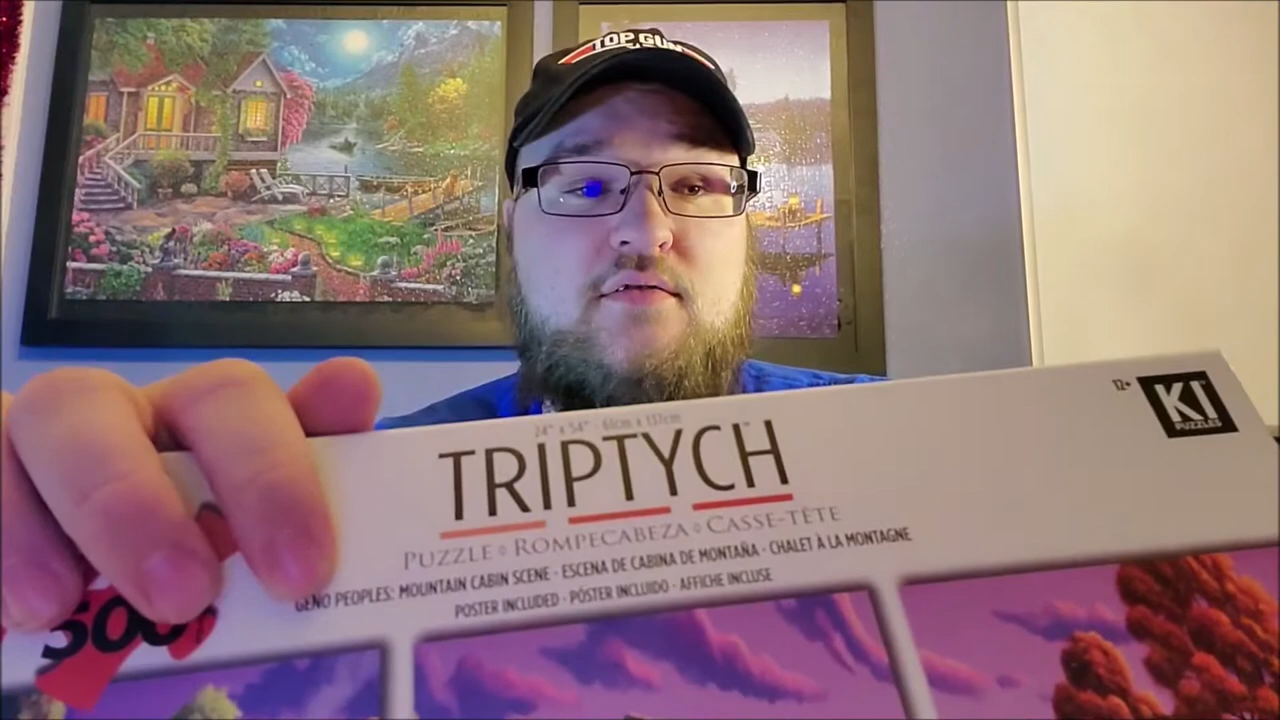 TOP GUN
12+
KI
PUZZLES
24" x 54" - 61cm x 137cm
TRIPTYCH
PUZZLE ◊ ROMPECABEZA ◊ CASSE-TÊTE
GENO PEOPLES: MOUNTAIN CABIN SCENE - ESCENA DE CABINA DE MONTAÑA - CHALET À LA MONTAGNE
POSTER INCLUDED - PÓSTER INCLUIDO - AFFICHE INCLUSE
500